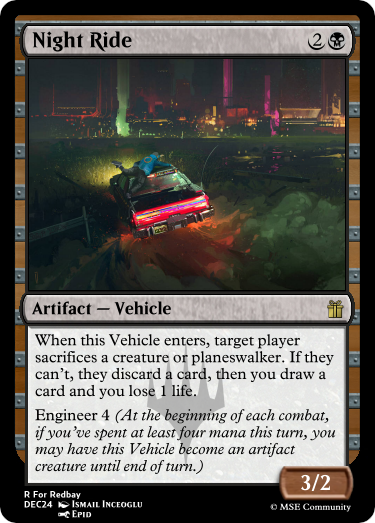 Night Ride
2
Artifact — Vehicle
When this Vehicle enters, target player
sacrifices a creature or planeswalker. If they
can't, they discard a card, then you draw a
card and you lose 1 life.
Engineer 4 (At the beginning of each combat,
if you've spent at least four mana this turn, you
may have this Vehicle become an artifact
creature until end of turn.)
3/2
R For Redbay
DEC24 Ismail Inceoglu
Epid
© MSE Community